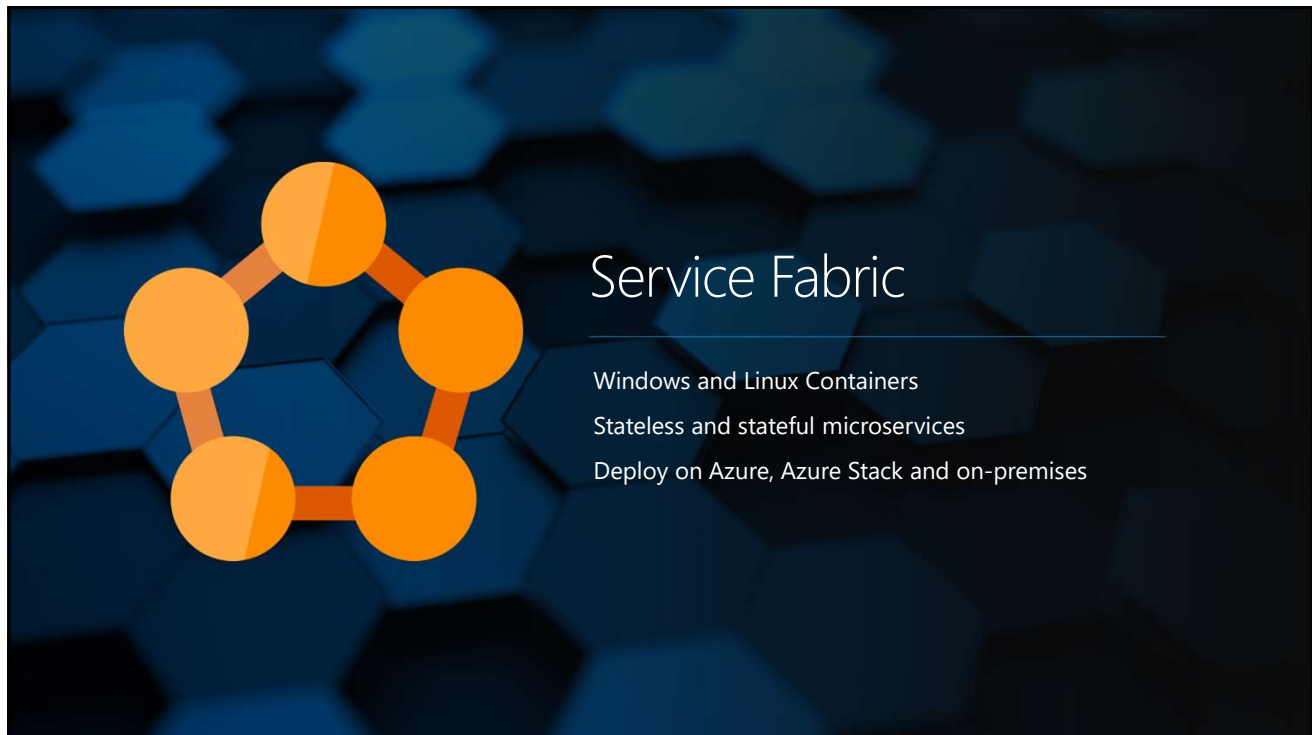 Service Fabric
Windows and Linux Containers
Stateless and stateful microservices
Deploy on Azure, Azure Stack and on-premises